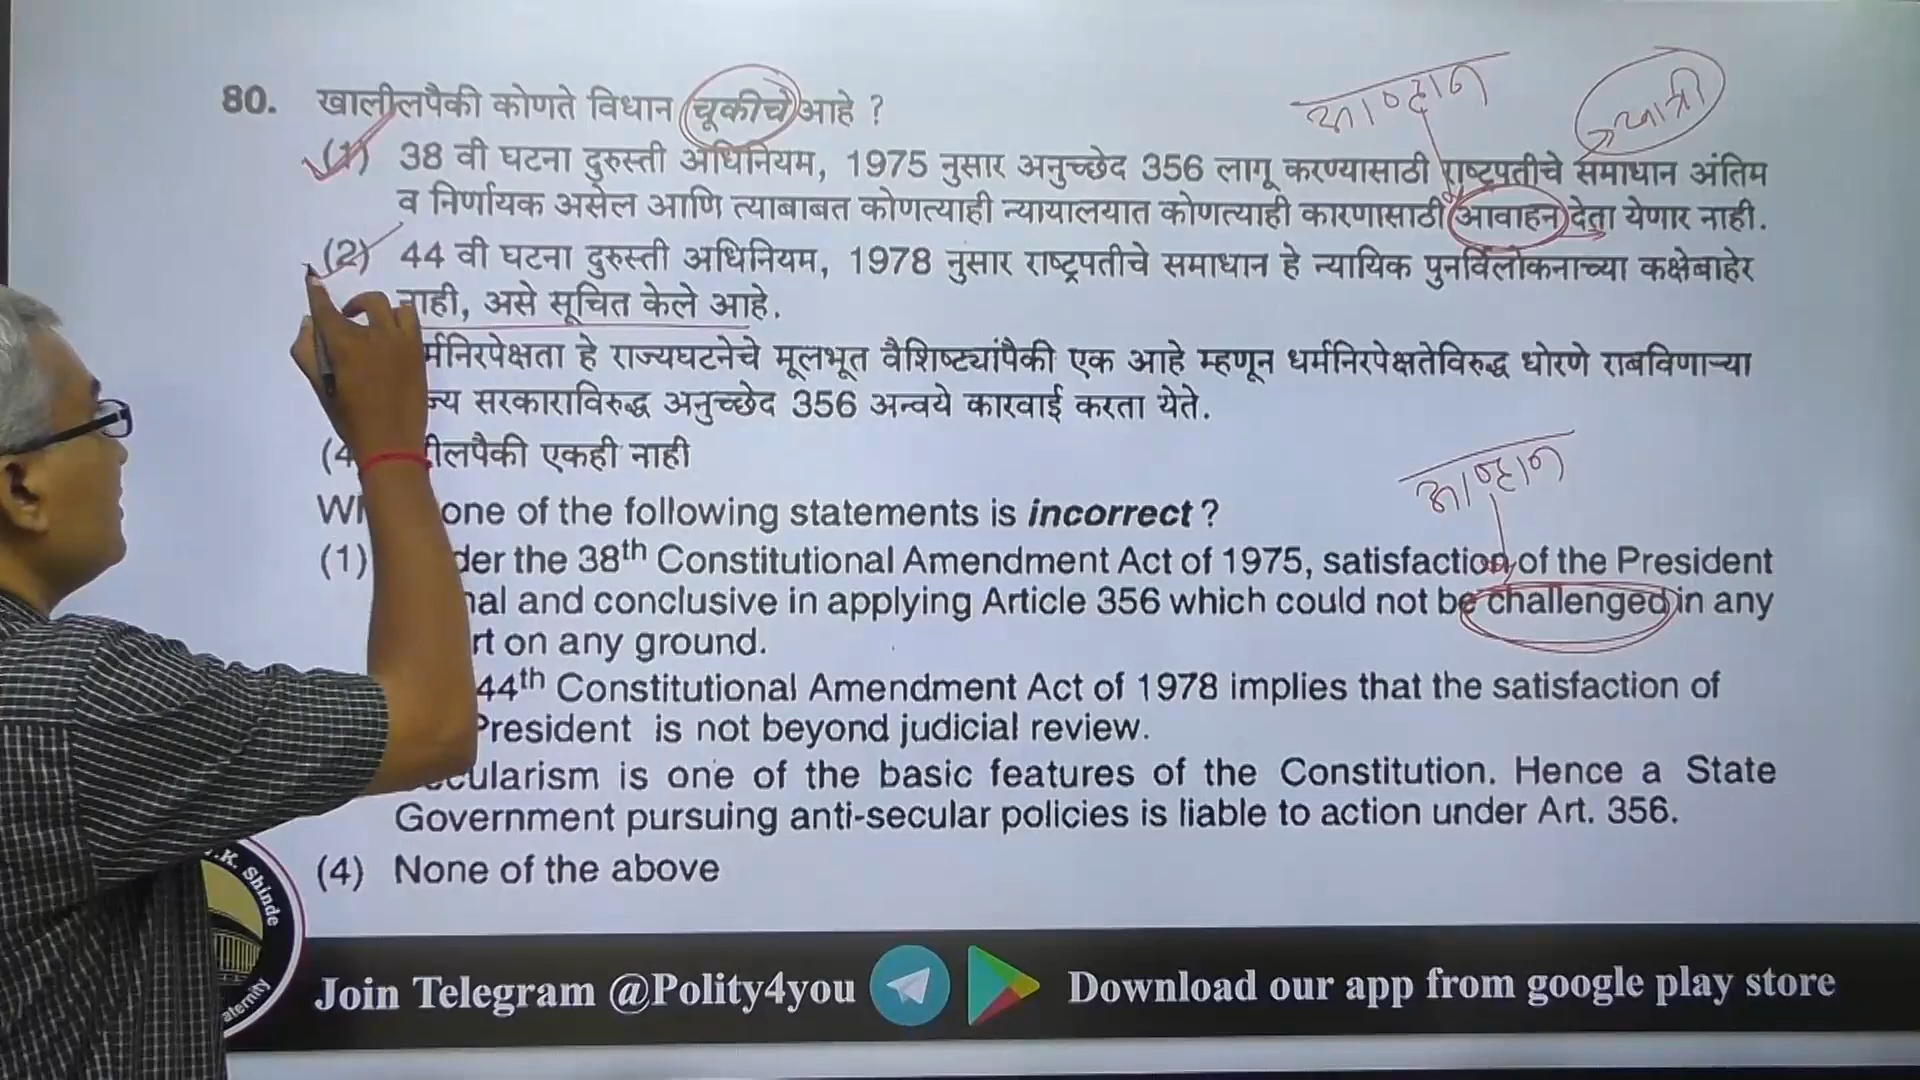 80. खालीलपैकी कोणते विधान चूकीचे आहे ?
आव्हान
खात्री
(1) 38 वी घटना दुरुस्ती अधिनियम, 1975 नुसार अनुच्छेद 356 लागू करण्यासाठी राष्ट्रपतीचे समाधान अंतिम
व निर्णायक असेल आणि त्याबाबत कोणत्याही न्यायालयात कोणत्याही कारणासाठी आवाहन देता येणार नाही.
(2) 44 वी घटना दुरुस्ती अधिनियम, 1978 नुसार राष्ट्रपतीचे समाधान हे न्यायिक पुनर्विलोकनाच्या कक्षेबाहेर
नाही, असे सूचित केले आहे.
र्मनिरपेक्षता हे राज्यघटनेचे मूलभूत वैशिष्ट्यांपैकी एक आहे म्हणून धर्मनिरपेक्षतेविरुद्ध धोरणे राबविणाऱ्या
ज्य सरकाराविरुद्ध अनुच्छेद 356 अन्वये कारवाई करता येते.
(4 ीलपैकी एकही नाही
आव्हान
Wh one of the following statements is incorrect ?
(1) der the 38th Constitutional Amendment Act of 1975, satisfaction of the President
nal and conclusive in applying Article 356 which could not be challenged in any
rt on any ground.
44th Constitutional Amendment Act of 1978 implies that the satisfaction of
President is not beyond judicial review.
cularism is one of the basic features of the Constitution. Hence a State
Government pursuing anti-secular policies is liable to action under Art. 356.
(4) None of the above
.K. Shinde
aternity
Join Telegram @Polity4you
Download our app from google play store